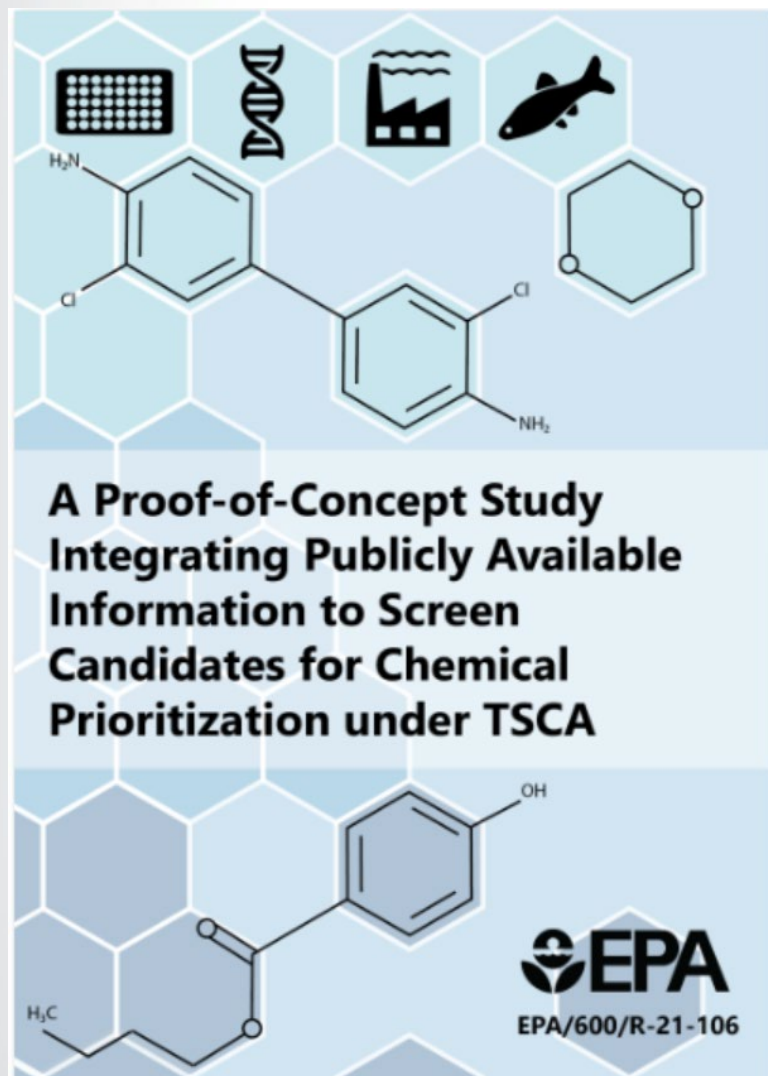 H₂N
Cl
Cl
NH₂
A Proof-of-Concept Study
Integrating Publicly Available
Information to Screen
Candidates for Chemical
Prioritization under TSCA
OH
O
O
H₃C
EPA
EPA/600/R-21-106